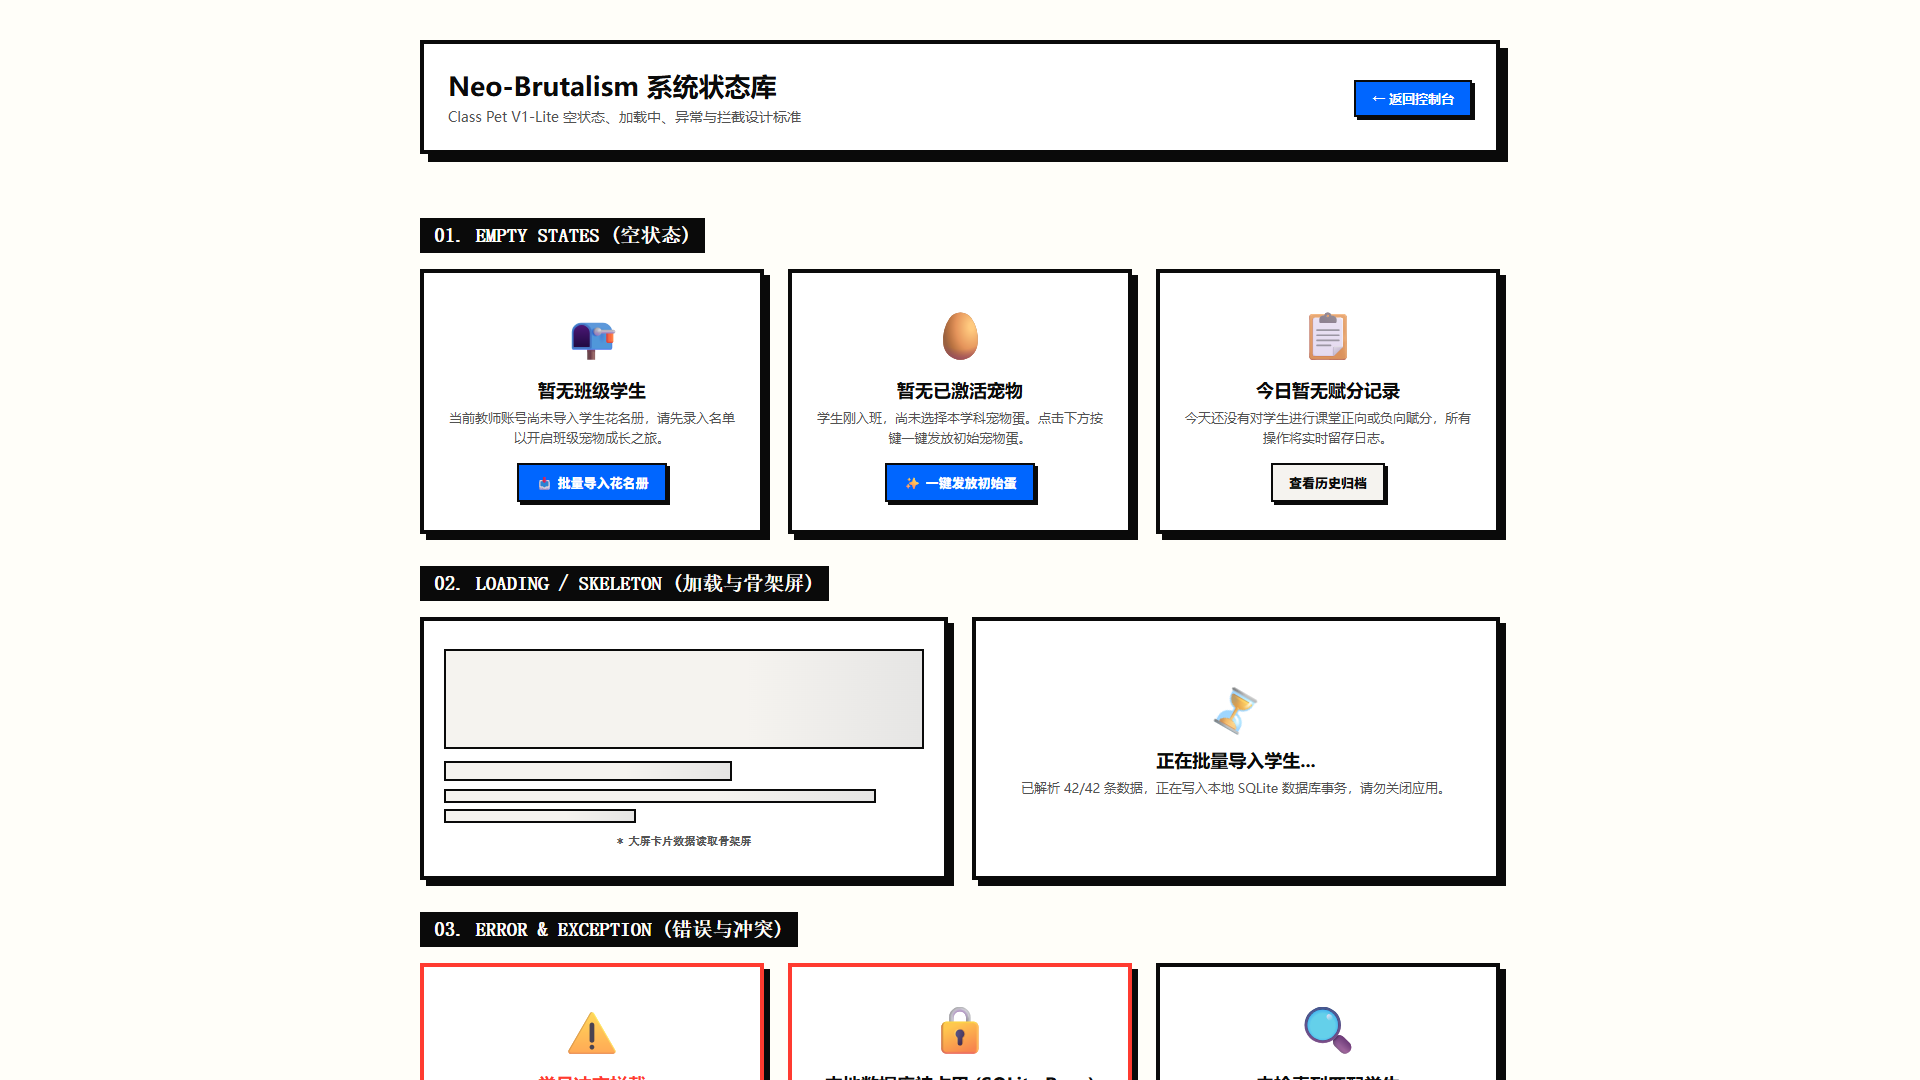 Neo-Brutalism 系统状态库
Class Pet V1-Lite 空状态、加载中、异常与拦截设计标准
← 返回控制台
01. EMPTY STATES (空状态)
暂无班级学生
当前教师账号尚未导入学生花名册，请先录入名单
以开启班级宠物成长之旅。
批量导入花名册
暂无已激活宠物
学生刚入班，尚未选择本学科宠物蛋。点击下方按
键一键发放初始宠物蛋。
一键发放初始蛋
今日暂无赋分记录
今天还没有对学生进行课堂正向或负向赋分，所有
操作将实时留存日志。
查看历史归档
02. LOADING / SKELETON (加载与骨架屏)
* 大屏卡片数据读取骨架屏
正在批量导入学生...
已解析 42/42 条数据，正在写入本地 SQLite 数据库事务，请勿关闭应用。
03. ERROR & EXCEPTION (错误与冲突)